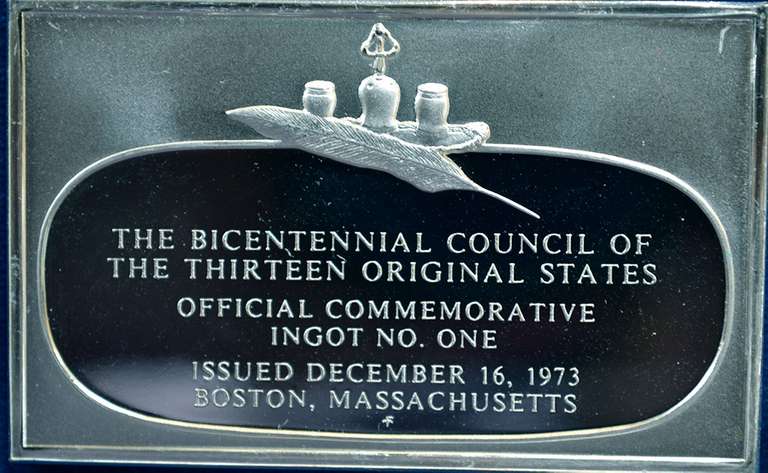 THE BICENTENNIAL COUNCIL OF
THE THIRTEEN ORIGINAL STATES
OFFICIAL COMMEMORATIVE
INGOT NO. ONE
ISSUED DECEMBER 16, 1973
BOSTON, MASSACHUSETTS